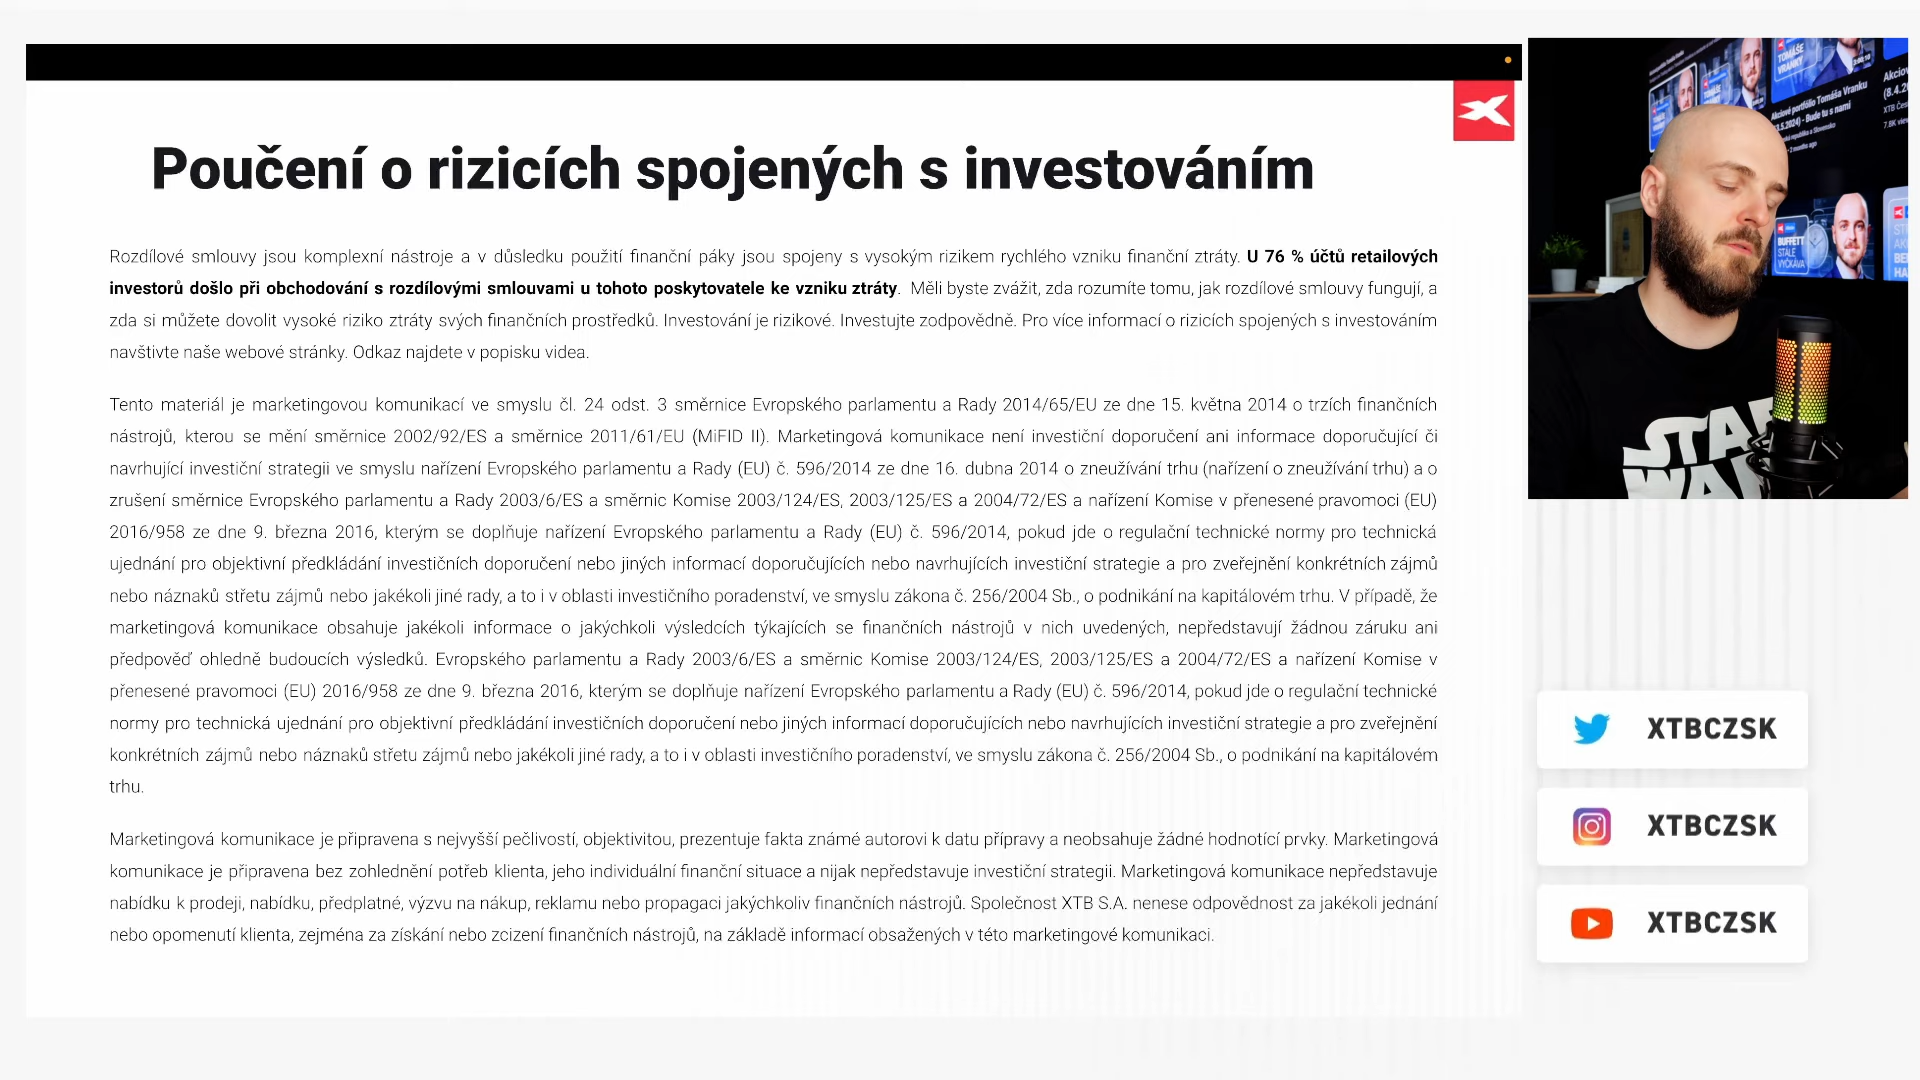 Poučení o rizicích spojených s investováním
Rozdílové smlouvy jsou komplexní nástroje a v důsledku použití finanční páky jsou spojeny s vysokým rizikem rychlého vzniku finanční ztráty. U 76 % účtů retailových
investorů došlo při obchodování s rozdílovými smlouvami u tohoto poskytovatele ke vzniku ztráty. Měli byste zvážit, zda rozumíte tomu, jak rozdílové smlouvy fungují, a
zda si můžete dovolit vysoké riziko ztráty svých finančních prostředků. Investování je rizikové. Investujte zodpovědně. Pro více informací o rizicích spojených s investováním
navštivte naše webové stránky. Odkaz najdete v popisku videa.
Tento materiál je marketingovou komunikací ve smyslu čl. 24 odst. 3 směrnice Evropského parlamentu a Rady 2014/65/EU ze dne 15. května 2014 o trzích finančních
nástrojů, kterou se mění směrnice 2002/92/ES a směrnice 2011/61/EU (MiFID II). Marketingová komunikace není investiční doporučení ani informace doporučující či
navrhující investiční strategii ve smyslu nařízení Evropského parlamentu a Rady (EU) č. 596/2014 ze dne 16. dubna 2014 o zneužívání trhu (nařízení o zneužívání trhu) a o
zrušení směrnice Evropského parlamentu a Rady 2003/6/ES a směrnic Komise 2003/124/ES, 2003/125/ES a 2004/72/ES a nařízení Komise v přenesené pravomoci (EU)
2016/958 ze dne 9. března 2016, kterým se doplňuje nařízení Evropského parlamentu a Rady (EU) č. 596/2014, pokud jde o regulační technické normy pro technická
ujednání pro objektivní předkládání investičních doporučení nebo jiných informací doporučujících nebo navrhujících investiční strategie a pro zveřejnění konkrétních zájmů
nebo náznaků střetu zájmů nebo jakékoli jiné rady, a to i v oblasti investičního poradenství, ve smyslu zákona č. 256/2004 Sb., o podnikání na kapitálovém trhu. V případě, že
marketingová komunikace obsahuje jakékoli informace o jakýchkoli výsledcích týkajících se finančních nástrojů v nich uvedených, nepředstavují žádnou záruku ani
předpověď ohledně budoucích výsledků. Evropského parlamentu a Rady 2003/6/ES a směrnic Komise 2003/124/ES, 2003/125/ES a 2004/72/ES a nařízení Komise v
přenesené pravomoci (EU) 2016/958 ze dne 9. března 2016, kterým se doplňuje nařízení Evropského parlamentu a Rady (EU) č. 596/2014, pokud jde o regulační technické
normy pro technická ujednání pro objektivní předkládání investičních doporučení nebo jiných informací doporučujících nebo navrhujících investiční strategie a pro zveřejnění
konkrétních zájmů nebo náznaků střetu zájmů nebo jakékoli jiné rady, a to i v oblasti investičního poradenství, ve smyslu zákona č. 256/2004 Sb., o podnikání na kapitálovém
trhu.
Marketingová komunikace je připravena s nejvyšší pečlivostí, objektivitou, prezentuje fakta známé autorovi k datu přípravy a neobsahuje žádné hodnotící prvky. Marketingová
komunikace je připravena bez zohlednění potřeb klienta, jeho individuální finanční situace a nijak nepředstavuje investiční strategii. Marketingová komunikace nepředstavuje
nabídku k prodeji, nabídku, předplatné, výzvu na nákup, reklamu nebo propagaci jakýchkoliv finančních nástrojů. Společnost XTB S.A. nenese odpovědnost za jakékoli jednání
nebo opomenutí klienta, zejména za získání nebo zcizení finančních nástrojů, na základě informací obsažených v této marketingové komunikaci.
TOMÁŠE
VRANKY
Akciové portfólio Tomáša Vranku
- Bude tu s nami
BUFFETT
STÁLE
VYČKÁVA
STAR
WARS
XTBCZSK
XTBCZSK
XTBCZSK